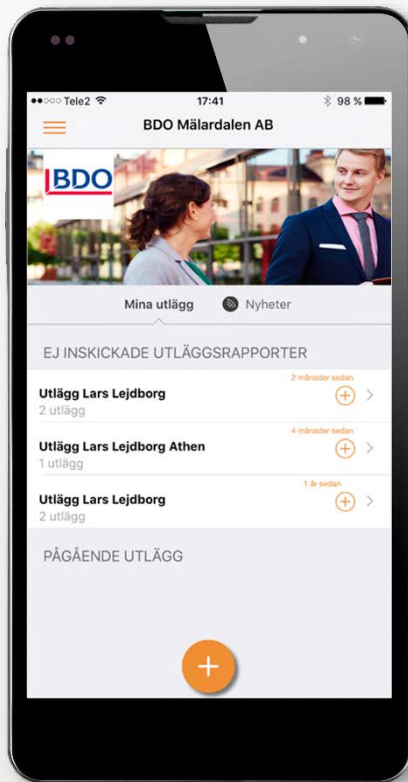 Tele2
17:41
98 %
BDO Mälardalen AB
BDO
Mina utlägg
Nyheter
EJ INSKICKADE UTLÄGGSRAPPORTER
2 månader sedan
Utlägg Lars Lejdborg
2 utlägg
4 månader sedan
Utlägg Lars Lejdborg Athen
1 utlägg
1 år sedan
Utlägg Lars Lejdborg
2 utlägg
PÅGÅENDE UTLÄGG